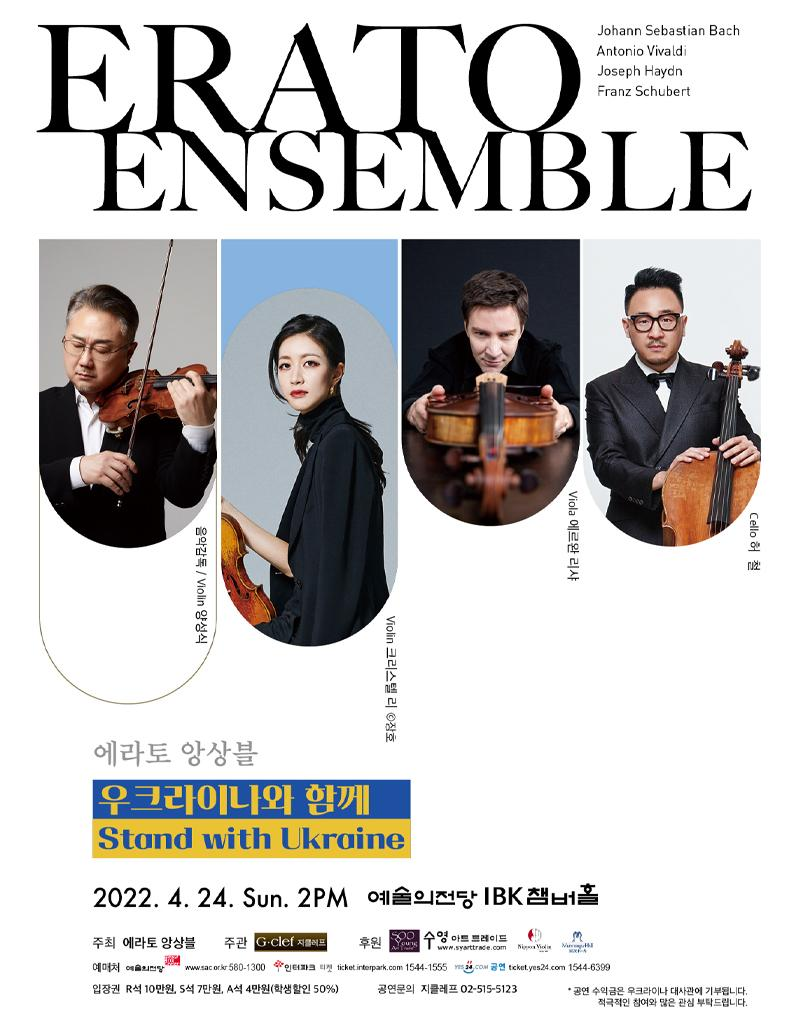 ERATO
ENSEMBLE
Johann Sebastian Bach
Antonio Vivaldi
Joseph Haydn
Franz Schubert
음악감독 / Violin 양성식
Violin 크리스텔 리 ©장호
Viola 에르완 리샤
Cello 허 철
에라토 앙상블
우크라이나와 함께
Stand with Ukraine
2022. 4. 24. Sun. 2PM 예술의전당 IBK챔버홀
주최 에라토 앙상블 주관 G·clef 지클레프 후원 Soo Young Art Trade 수영 아트 트레이드 www.syarttrade.com Nippon Violin
예매처 예술의전당 www.sac.or.kr 580-1300 인터파크 티켓 ticket.interpark.com 1544-1555 YES24.COM 공연 ticket.yes24.com 1544-6399
입장권 R석 10만원, S석 7만원, A석 4만원(학생할인 50%) 공연문의 지클레프 02-515-5123
* 공연 수익금은 우크라이나 대사관에 기부됩니다.
적극적인 참여와 많은 관심 부탁드립니다.